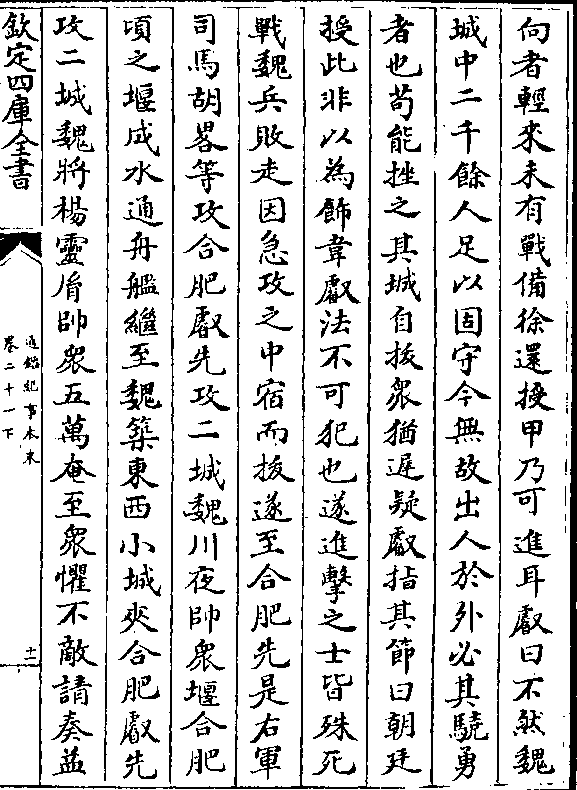 向者輕來未有戰備徐還授甲乃可進耳叡曰不然魏
城中二千餘人足以固守今無故出人於外必其驍勇
者也苟能挫之其城自拔衆猶遲疑叡指其節曰朝廷
授此非以為飾韋叡法不可犯也遂進擊之士皆殊死
戰魏兵敗走因急攻之中宿而拔遂至合肥先是右軍
司馬胡畧等攻合肥叡先攻二城魏川夜帥衆堰合肥
頃之堰成水通舟艦繼至魏築東西小城夾合肥叡先
攻二城魏將楊靈𦙍帥衆五萬奄至衆懼不敵請奏益
欽定四庫全書
通鑑紀事本末
卷二十一下
十一